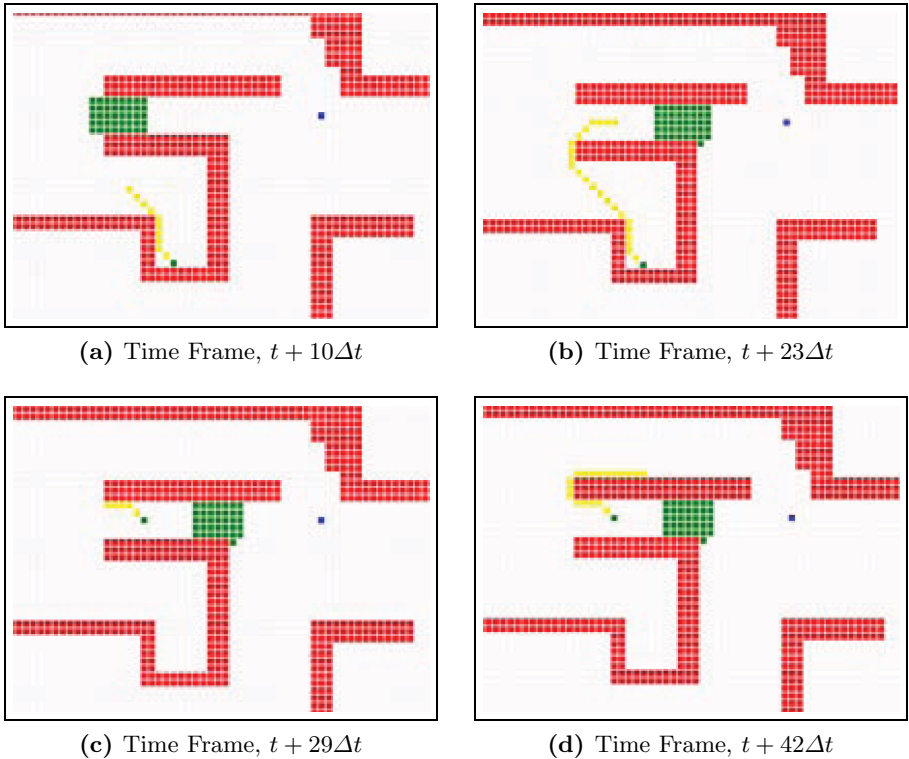 (a) Time Frame, t + 10Δt
(b) Time Frame, t + 23Δt
(c) Time Frame, t + 29Δt
(d) Time Frame, t + 42Δt